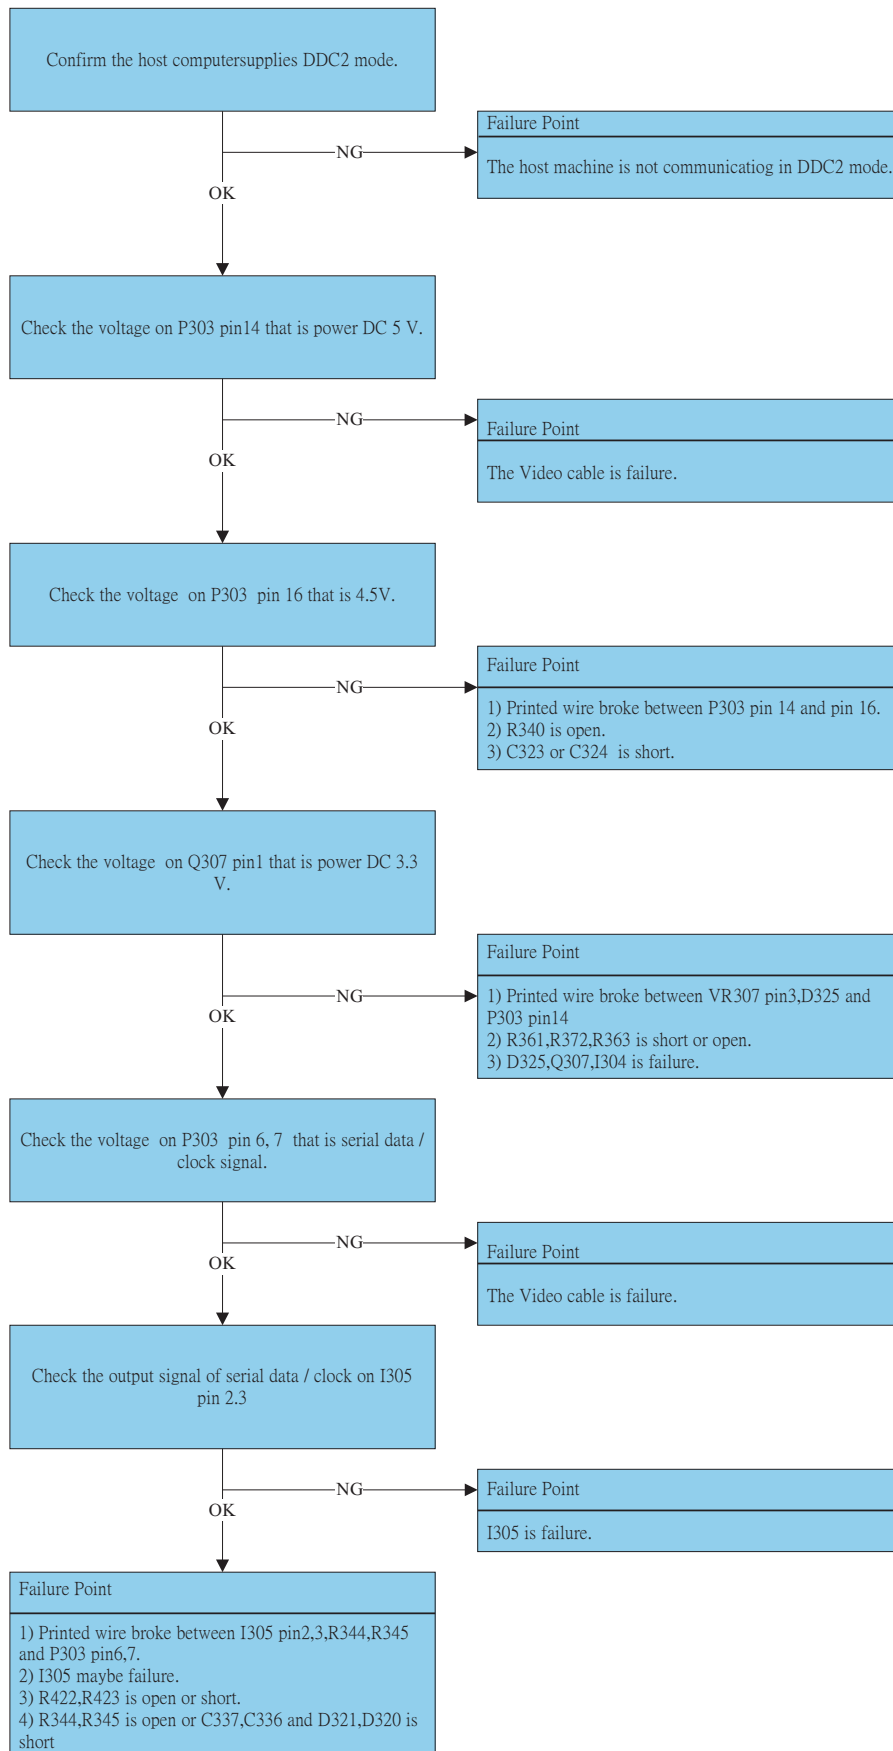 Confirm the host computersupplies DDC2 mode.
NG
Failure Point
The host machine is not communicatiog in DDC2 mode.
OK
Check the voltage on P303 pin14 that is power DC 5 V.
NG
Failure Point
The Video cable is failure.
OK
Check the voltage on P303 pin 16 that is 4.5V.
NG
Failure Point
1) Printed wire broke between P303 pin 14 and pin 16.
2) R340 is open.
3) C323 or C324 is short.
OK
Check the voltage on Q307 pin1 that is power DC 3.3
V.
NG
Failure Point
1) Printed wire broke between VR307 pin3,D325 and
P303 pin14
2) R361,R372,R363 is short or open.
3) D325,Q307,I304 is failure.
OK
Check the voltage on P303 pin 6, 7 that is serial data /
clock signal.
NG
Failure Point
The Video cable is failure.
OK
Check the output signal of serial data / clock on I305
pin 2.3
NG
Failure Point
I305 is failure.
OK
Failure Point
1) Printed wire broke between I305 pin2,3,R344,R345
and P303 pin6,7.
2) I305 maybe failure.
3) R422,R423 is open or short.
4) R344,R345 is open or C337,C336 and D321,D320 is
short